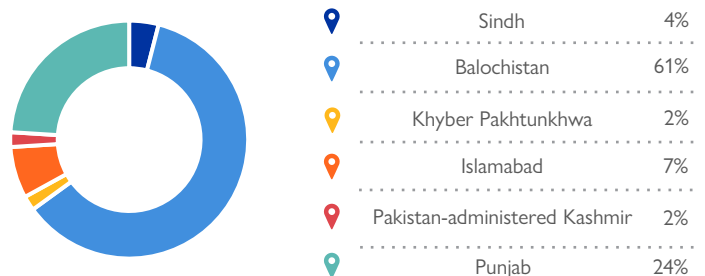 Sindh 4%
Balochistan 61%
Khyber Pakhtunkhwa 2%
Islamabad 7%
Pakistan-administered Kashmir 2%
Punjab 24%